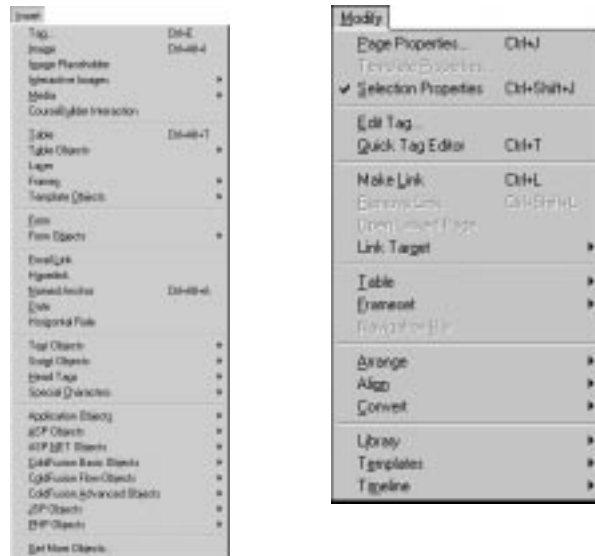 Insert
Tag... Ctrl+E
Image Ctrl+Alt+I
Image Placeholder
Interactive Images
Media
CourseBuilder Interaction
Table Ctrl+Alt+T
Table Objects
Layer
Frames
Template Objects
Form
Form Objects
Email Link
Hyperlink
Named Anchor Ctrl+Alt+A
Date
Horizontal Rule
Text Objects
Script Objects
Head Tags
Special Characters
Application Objects
ASP Objects
ASP.NET Objects
ColdFusion Basic Objects
ColdFusion Flow Objects
ColdFusion Advanced Objects
JSP Objects
PHP Objects
Get More Objects...
Modify
Page Properties... Ctrl+J
Template Properties...
Selection Properties Ctrl+Shift+J
Edit Tag...
Quick Tag Editor Ctrl+T
Make Link Ctrl+L
Remove Link Ctrl+Shift+L
Open Linked Page
Link Target
Table
Frameset
Navigation Bar
Arrange
Align
Convert
Library
Templates
Timeline